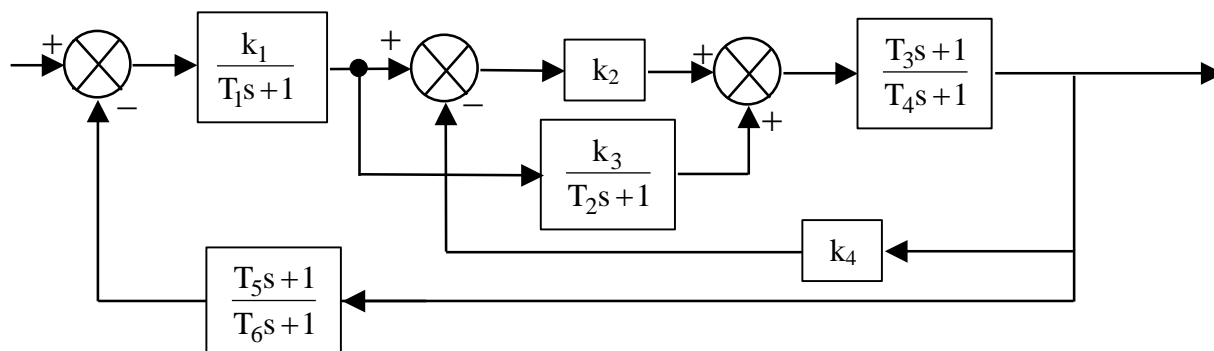 +
−
k₁
T₁s+1
+
−
k₂
+
+
T₃s+1
T₄s+1
k₃
T₂s+1
k₄
T₅s+1
T₆s+1